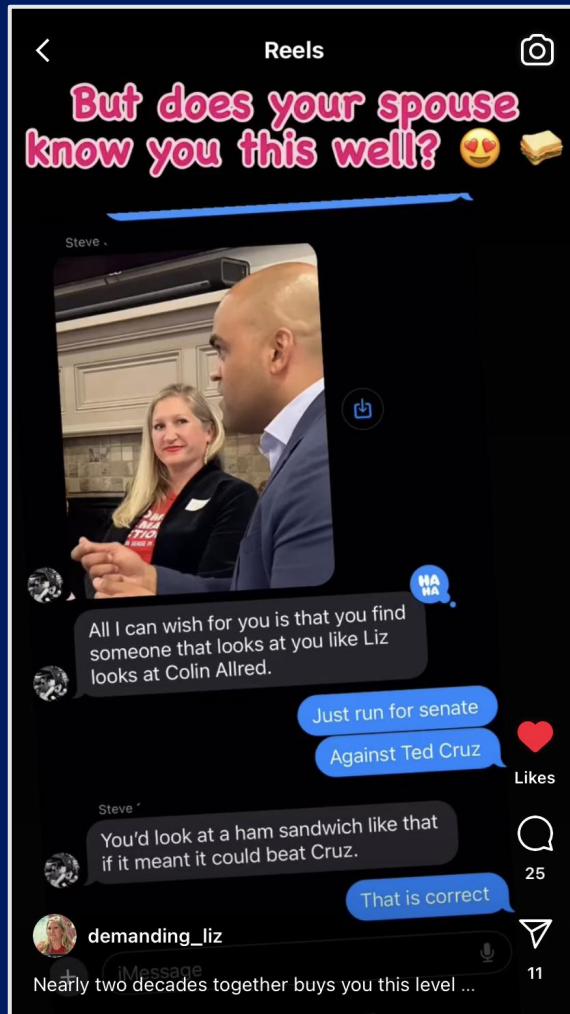 Reels
But does your spouse
know you this well? 😍 🥪
Steve
HA
HA
All I can wish for you is that you find
someone that looks at you like Liz
looks at Colin Allred.
Just run for senate
Against Ted Cruz
Likes
Steve
You'd look at a ham sandwich like that
if it meant it could beat Cruz.
25
That is correct
demanding_liz
iMessage
11
Nearly two decades together buys you this level ...